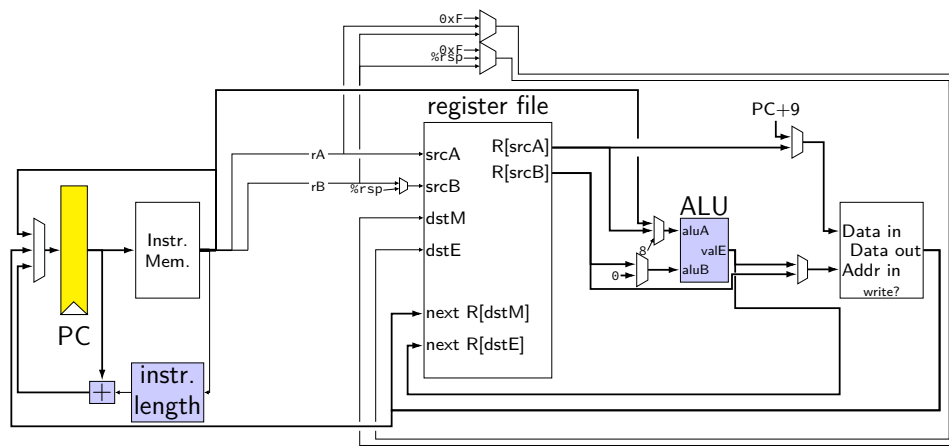 0xF
0xF
%rsp
register file
PC+9
rA
srcA
R[srcA]
R[srcB]
rB
%rsp
srcB
dstM
ALU
Instr.
Mem.
dstE
aluA
valE
aluB
8
0
Data in
Data out
Addr in
write?
next R[dstM]
next R[dstE]
PC
+
instr.
length